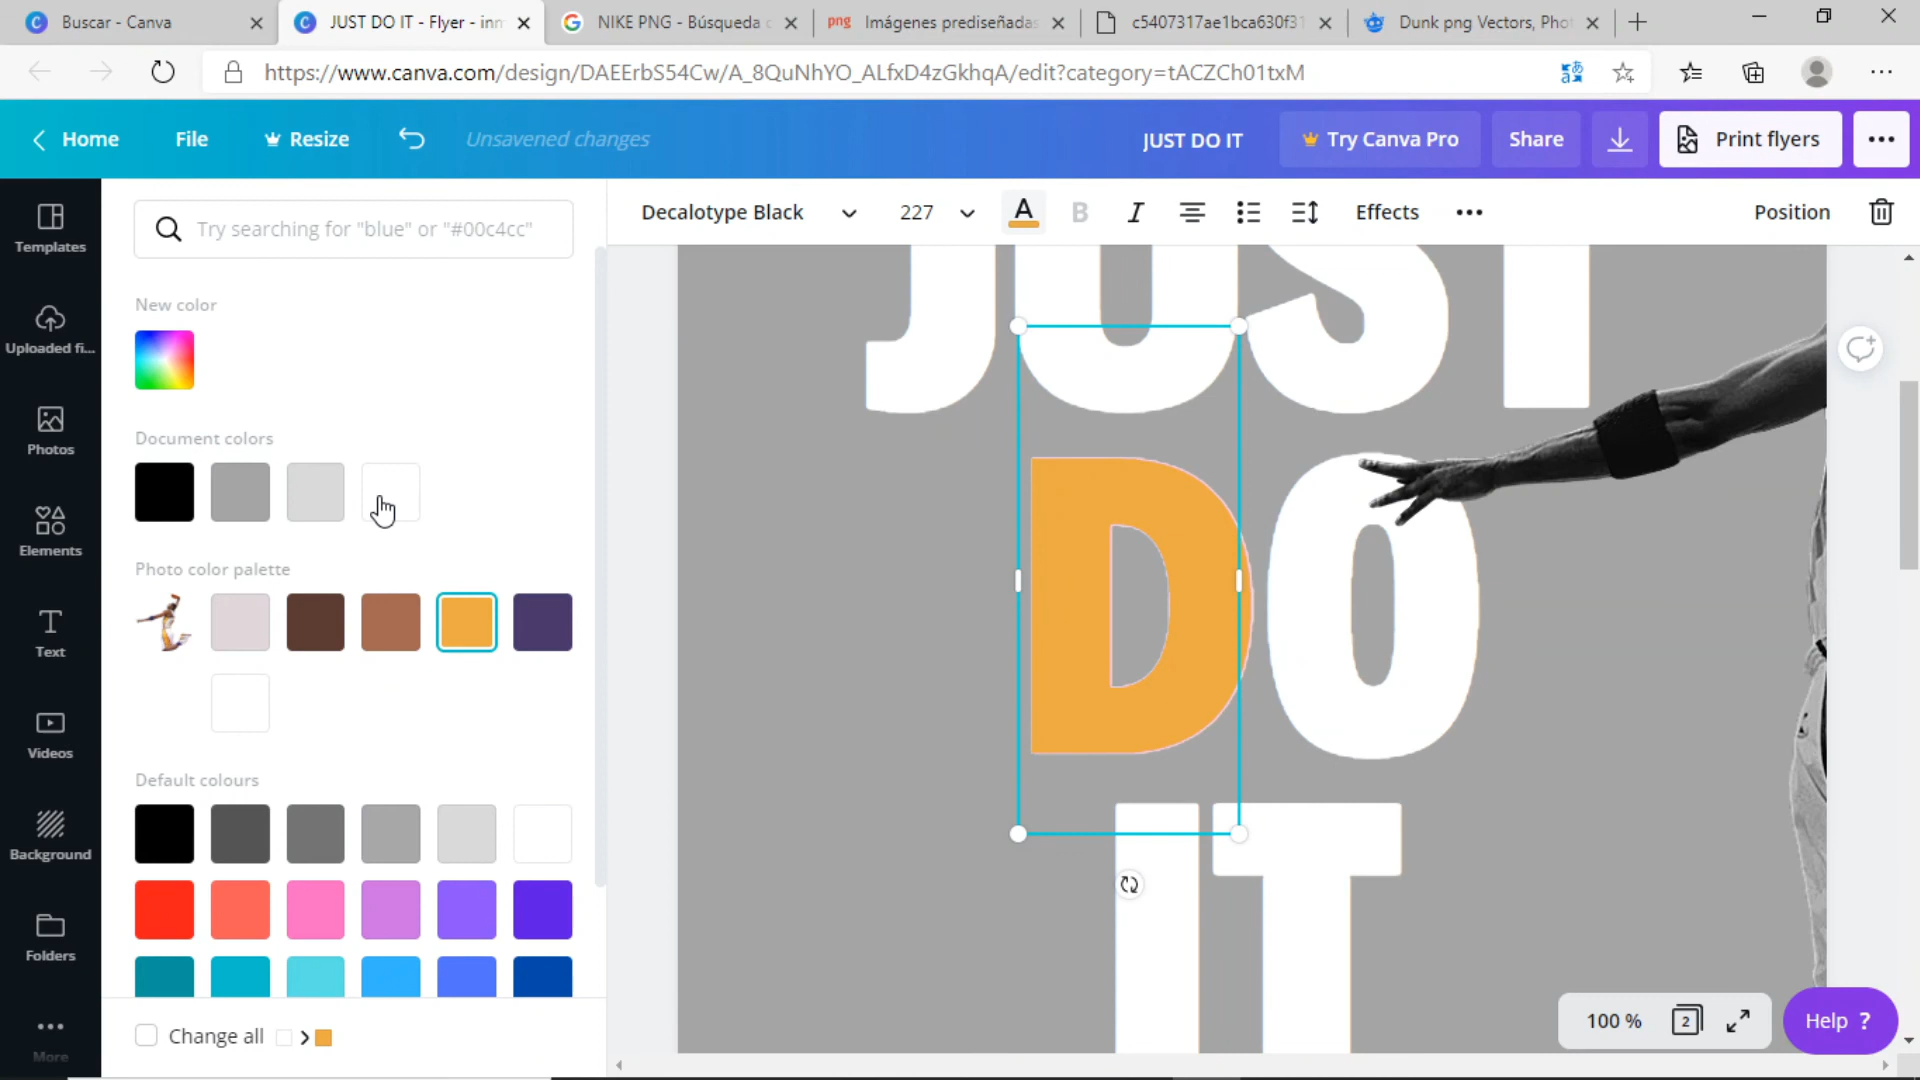 Buscar - Canva
JUST DO IT - Flyer - inm
NIKE PNG - Búsqueda c
png Imágenes prediseñadas
c5407317ae1bca630f31
Dunk png Vectors, Phot
https://www.canva.com/design/DAEErbS54Cw/A_8QuNhYO_ALfxD4zGkhqA/edit?category=tACZCh01txM
Home
File
Resize
Unsavened changes
JUST DO IT
Try Canva Pro
Share
Print flyers
Templates
Uploaded fi...
Photos
Elements
Text
Videos
Background
Folders
More
Try searching for "blue" or "#00c4cc"
New color
Document colors
Photo color palette
Default colours
Change all
Decalotype Black
227
A
B
I
Effects
Position
JUST
DO
IT
100 %
2
Help ?